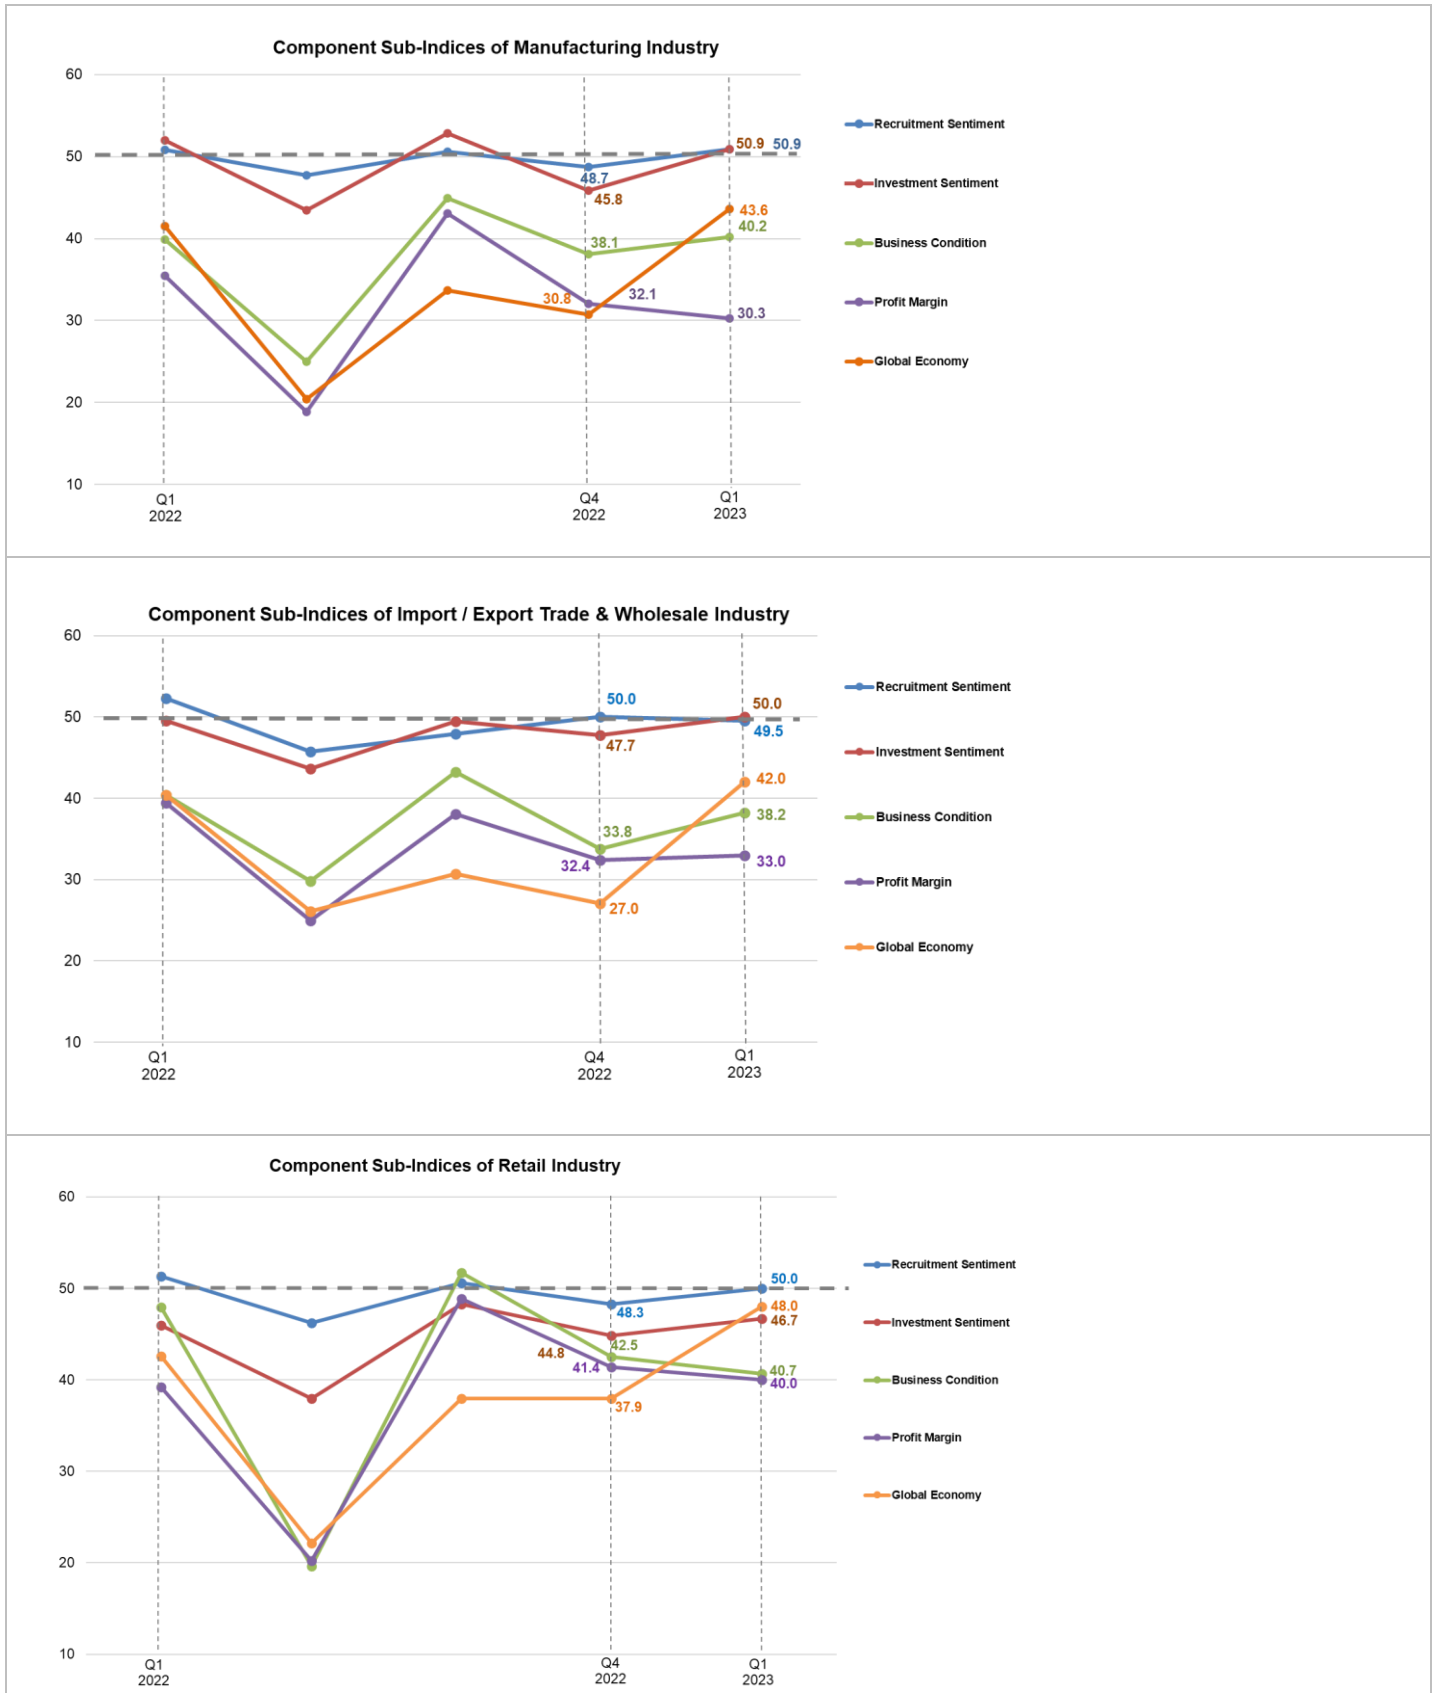 Component Sub-Indices of Manufacturing Industry
60
50
40
30
20
10
50.9 50.9
48.7
45.8
43.6
40.2
38.1
30.8
32.1
30.3
Q1
2022
Q4
2022
Q1
2023
Recruitment Sentiment
Investment Sentiment
Business Condition
Profit Margin
Global Economy
Component Sub-Indices of Import / Export Trade & Wholesale Industry
60
50
40
30
20
10
50.0
50.0
49.5
47.7
42.0
38.2
33.8
32.4
33.0
27.0
Q1
2022
Q4
2022
Q1
2023
Recruitment Sentiment
Investment Sentiment
Business Condition
Profit Margin
Global Economy
Component Sub-Indices of Retail Industry
60
50
40
30
20
10
50.0
48.3
48.0
46.7
42.5
44.8
41.4
40.7
40.0
37.9
Q1
2022
Q4
2022
Q1
2023
Recruitment Sentiment
Investment Sentiment
Business Condition
Profit Margin
Global Economy